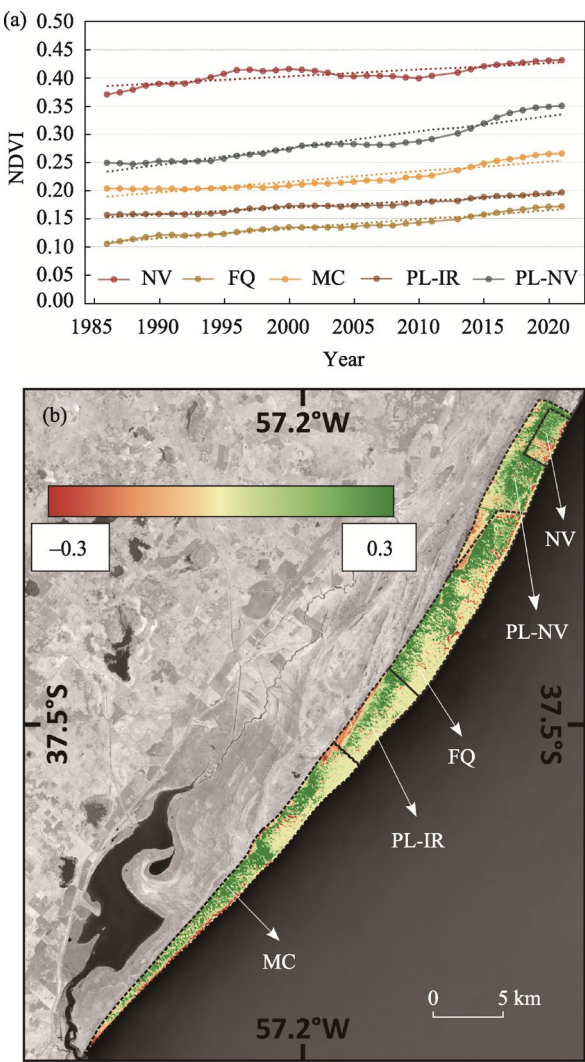 (a)
0.50
0.45
0.40
0.35
0.30
0.25
0.20
0.15
0.10
0.05
0.00
NDVI
NV FQ MC PL-IR PL-NV
1985 1990 1995 2000 2005 2010 2015 2020
Year
(b)
57.2°W
–0.3 0.3
NV
PL-NV
37.5°S 37.5°S
FQ
PL-IR
MC
0 5 km
57.2°W